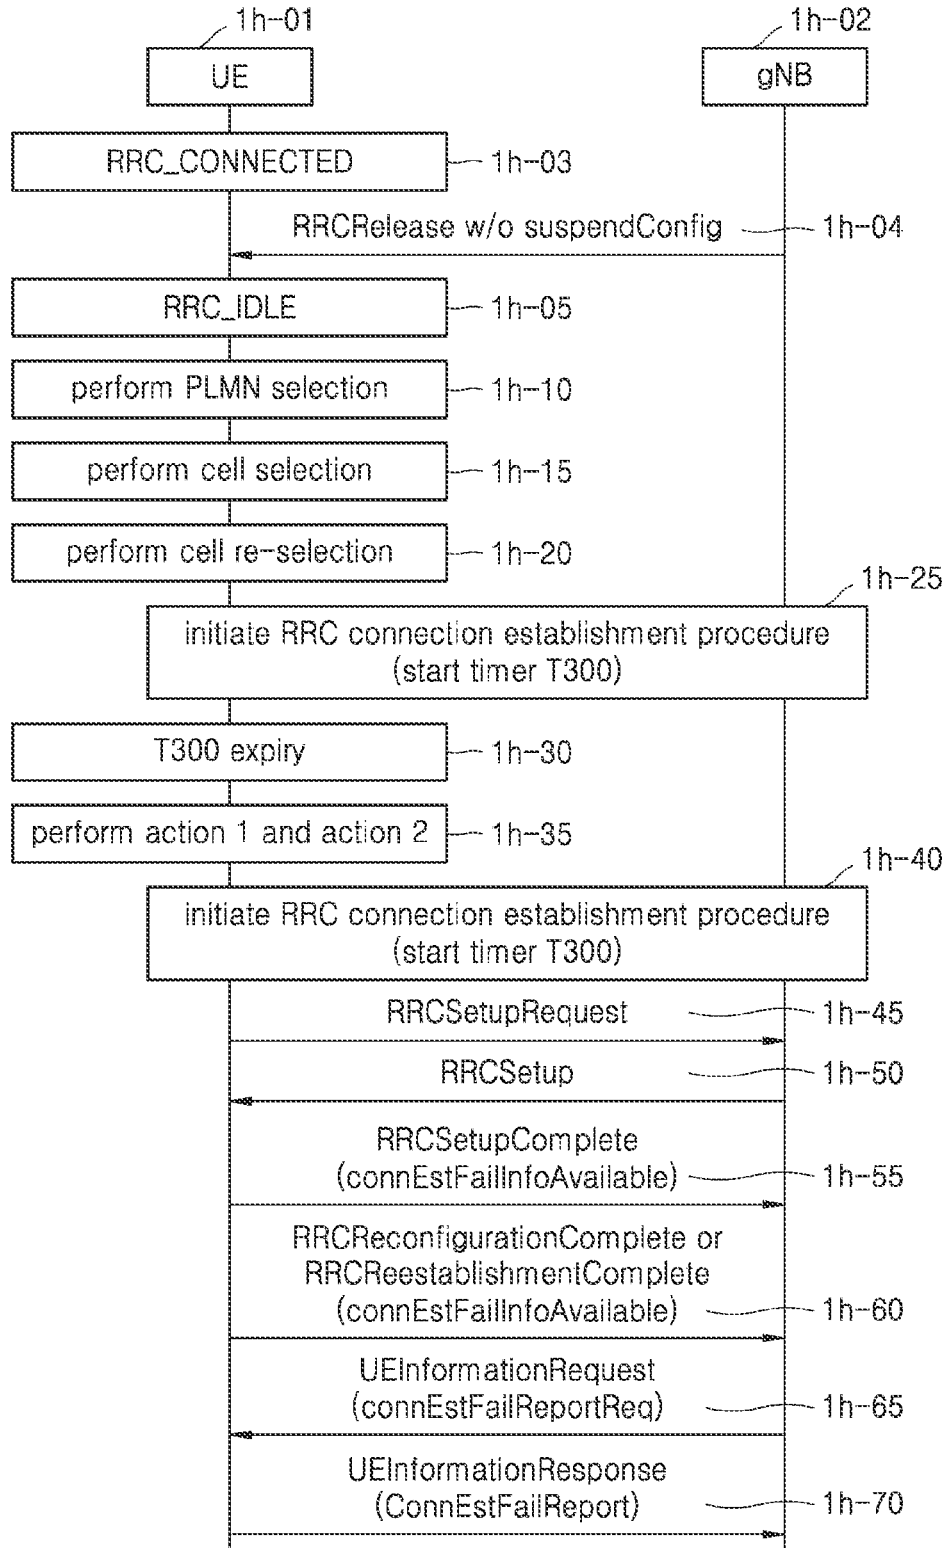 1h-01
1h-02
UE
gNB
RRC_CONNECTED
1h-03
RRCRelease w/o suspendConfig
1h-04
RRC_IDLE
1h-05
perform PLMN selection
1h-10
perform cell selection
1h-15
perform cell re-selection
1h-20
1h-25
initiate RRC connection establishment procedure
(start timer T300)
T300 expiry
1h-30
perform action 1 and action 2
1h-35
1h-40
initiate RRC connection establishment procedure
(start timer T300)
RRCSetupRequest
1h-45
RRCSetup
1h-50
RRCSetupComplete
(connEstFailInfoAvailable)
1h-55
RRCReconfigurationComplete or
RRCReestablishmentComplete
(connEstFailInfoAvailable)
1h-60
UEInformationRequest
(connEstFailReportReq)
1h-65
UEInformationResponse
(ConnEstFailReport)
1h-70